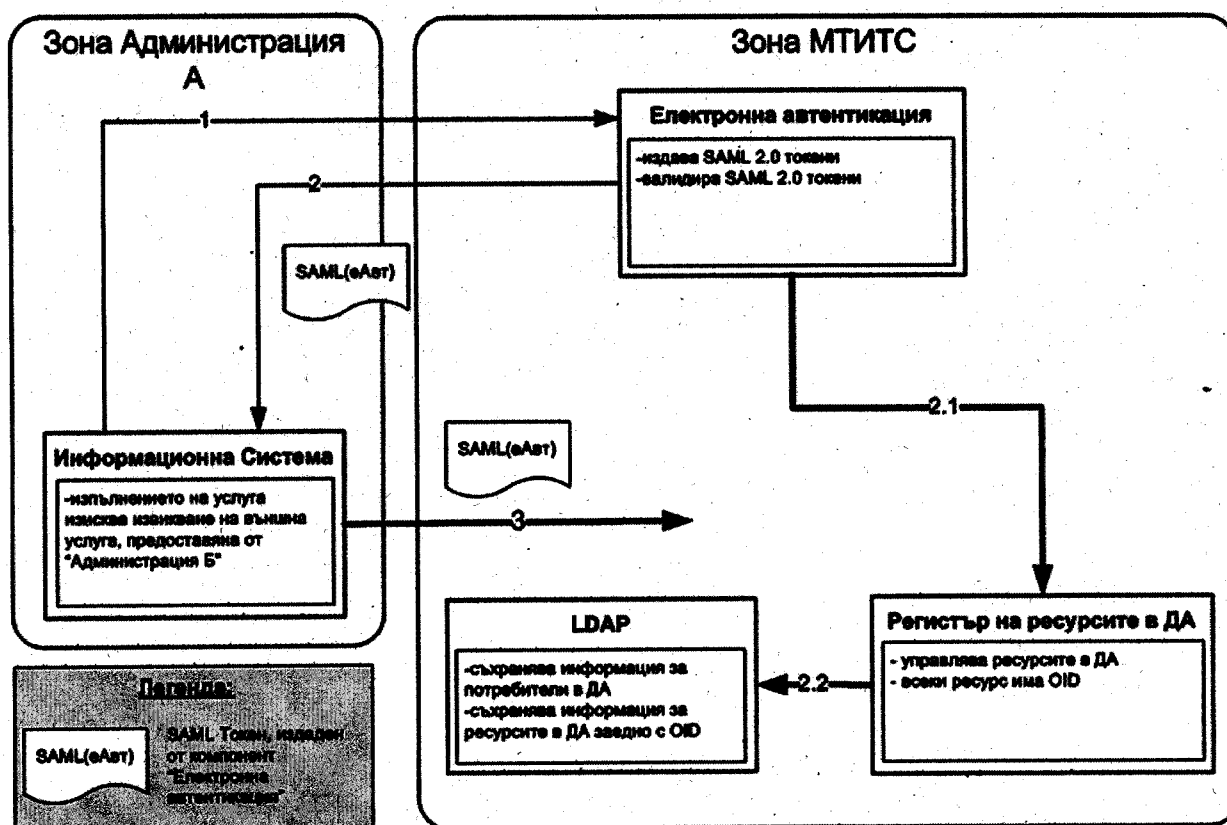 Зона Администрация
А
Зона МТИТС
1
Електронна автентикация
-издава SAML 2.0 токени
-валидира SAML 2.0 токени
2
SAML(еАвт)
2.1
SAML(еАвт)
Информационна Система
-изпълнението на услуга
изисква извикване на външна
услуга, предоставяна от
"Администрация Б"
3
LDAP
-съхранява информация за
потребители в ДА
-съхранява информация за
ресурсите в ДА заедно с OID
2.2
Регистър на ресурсите в ДА
- управлява ресурсите в ДА
- всеки ресурс има OID
Легенда:
SAML(еАвт)
SAML Токен, издаден
от компонент
"Електронна
автентикация"